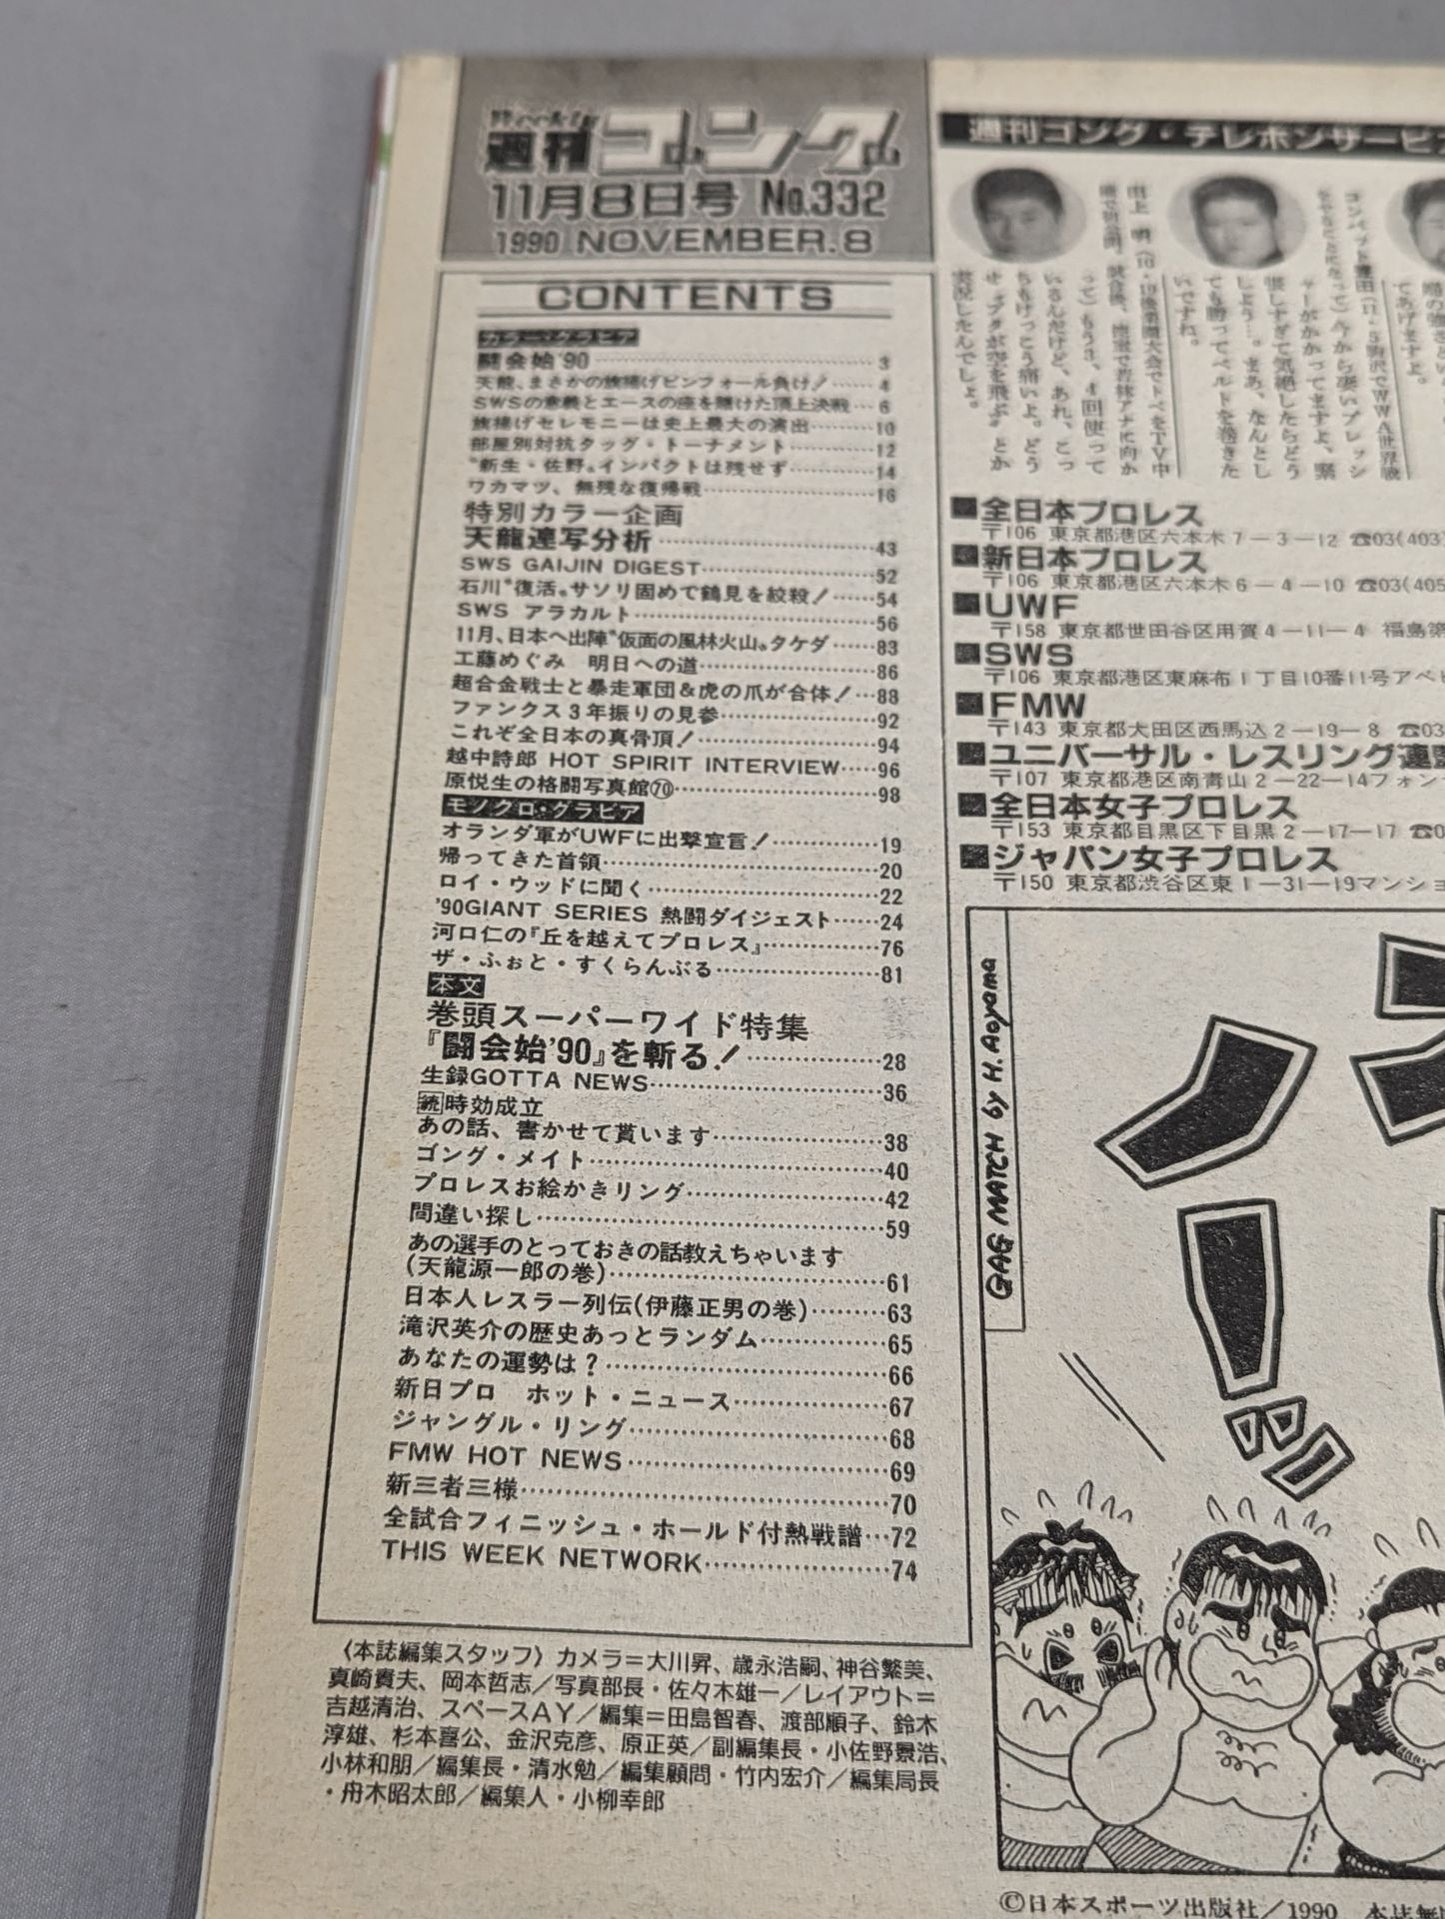 Weekly
週刊ゴング
11月8日号 No.332
1990 NOVEMBER.8
CONTENTS
カラー・グラビア
闘会始'90……3
天龍、まさかの旗揚げピンフォール負け!……4
SWSの意義とエースの座を賭けた頂上決戦…6
旗揚げセレモニーは史上最大の演出……10
部屋別対抗タッグ・トーナメント……12
“新生・佐野„インパクトは残せず……14
ワカマツ、無残な復帰戦……16
特別カラー企画
天龍連写分析……43
SWS GAIJIN DIGEST……52
石川“復活„サソリ固めで鶴見を絞殺!……54
SWS アラカルト……56
11月、日本へ出陣“仮面の風林火山„タケダ……83
工藤めぐみ 明日への道……86
超合金戦士と暴走軍団&虎の爪が合体!…88
ファンクス3年振りの見参……92
これぞ全日本の真骨頂!……94
越中詩郎 HOT SPIRIT INTERVIEW……96
原悦生の格闘写真館⑳……98
モノクロ・グラビア
オランダ軍がUWFに出撃宣言!……19
帰ってきた首領……20
ロイ・ウッドに聞く……22
'90GIANT SERIES 熱闘ダイジェスト……24
河口仁の『丘を越えてプロレス』……76
ザ・ふぉと・すくらんぶる……81
本文
巻頭スーパーワイド特集
『闘会始'90』を斬る!……28
生録GOTTA NEWS……36
続時効成立
あの話、書かせて貰います……38
ゴング・メイト……40
プロレスお絵かきリング……42
間違い探し……59
あの選手のとっておきの話教えちゃいます
(天龍源一郎の巻)……61
日本人レスラー列伝(伊藤正男の巻)……63
滝沢英介の歴史あっとランダム……65
あなたの運勢は?……66
新日プロ ホット・ニュース……67
ジャングル・リング……68
FMW HOT NEWS……69
新三者三様……70
全試合フィニッシュ・ホールド付熱戦譜…72
THIS WEEK NETWORK……74
〈本誌編集スタッフ〉カメラ=大川昇、歳永浩嗣、神谷繁美、
真崎貴夫、岡本哲志/写真部長・佐々木雄一/レイアウト=
吉越清治、スペースAY/編集=田島智春、渡部順子、鈴木
淳雄、杉本喜公、金沢克彦、原正英/副編集長・小佐野景浩、
小林和朋/編集長・清水勉/編集顧問・竹内宏介/編集局長
・舟木昭太郎/編集人・小柳幸郎
週刊ゴング・テレホンサービス
■全日本プロレス
〒106 東京都港区六本木7-3-12 ☎03(403)
■新日本プロレス
〒106 東京都港区六本木6-4-10 ☎03(405
■UWF
〒158 東京都世田谷区用賀4-11-4 福島築
■SWS
〒106 東京都港区東麻布1丁目10番11号アベ
■FMW
〒143 東京都大田区西馬込2-19-8 ☎03
■ユニバーサル・レスリング連盟
〒107 東京都港区南青山2-22-14フォン
■全日本女子プロレス
〒153 東京都目黒区下目黒2-17-17 ☎0
■ジャパン女子プロレス
〒150 東京都渋谷区東1-31-19マンショ
GAG MATCH by H. Aoyama
©日本スポーツ出版社/1990 本誌無